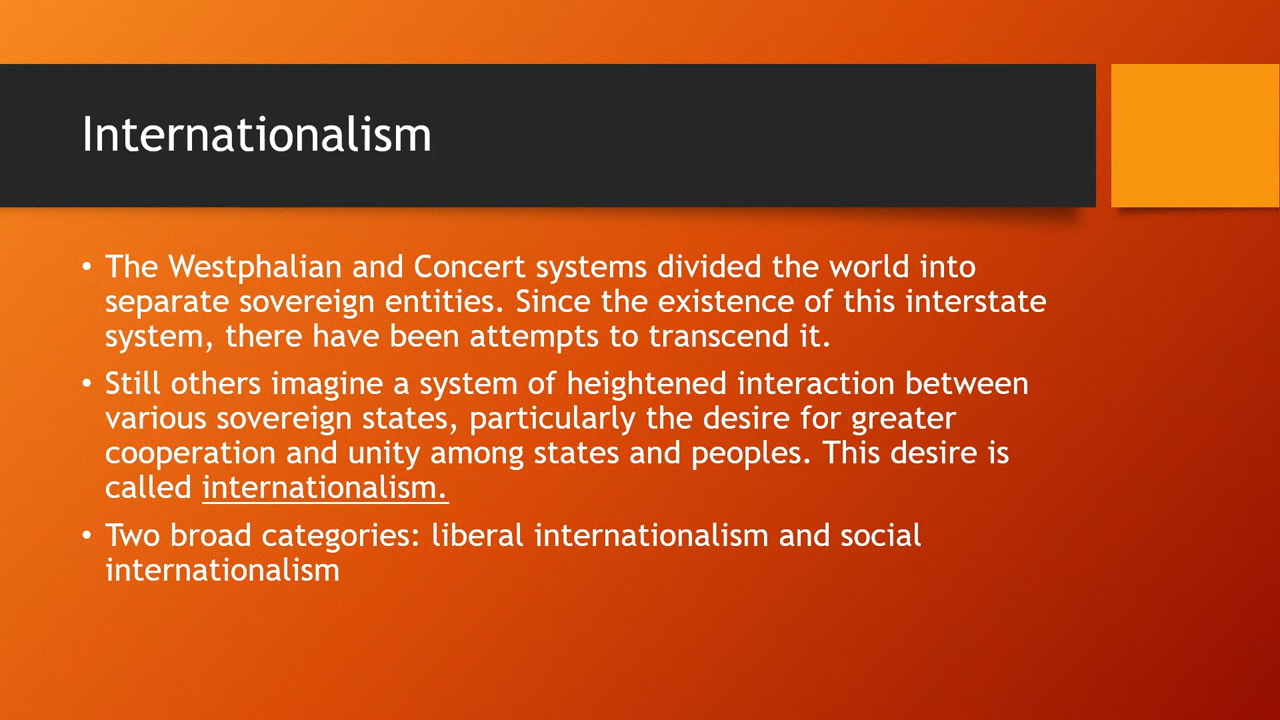 Internationalism
• The Westphalian and Concert systems divided the world into
separate sovereign entities. Since the existence of this interstate
system, there have been attempts to transcend it.
• Still others imagine a system of heightened interaction between
various sovereign states, particularly the desire for greater
cooperation and unity among states and peoples. This desire is
called internationalism.
• Two broad categories: liberal internationalism and social
internationalism